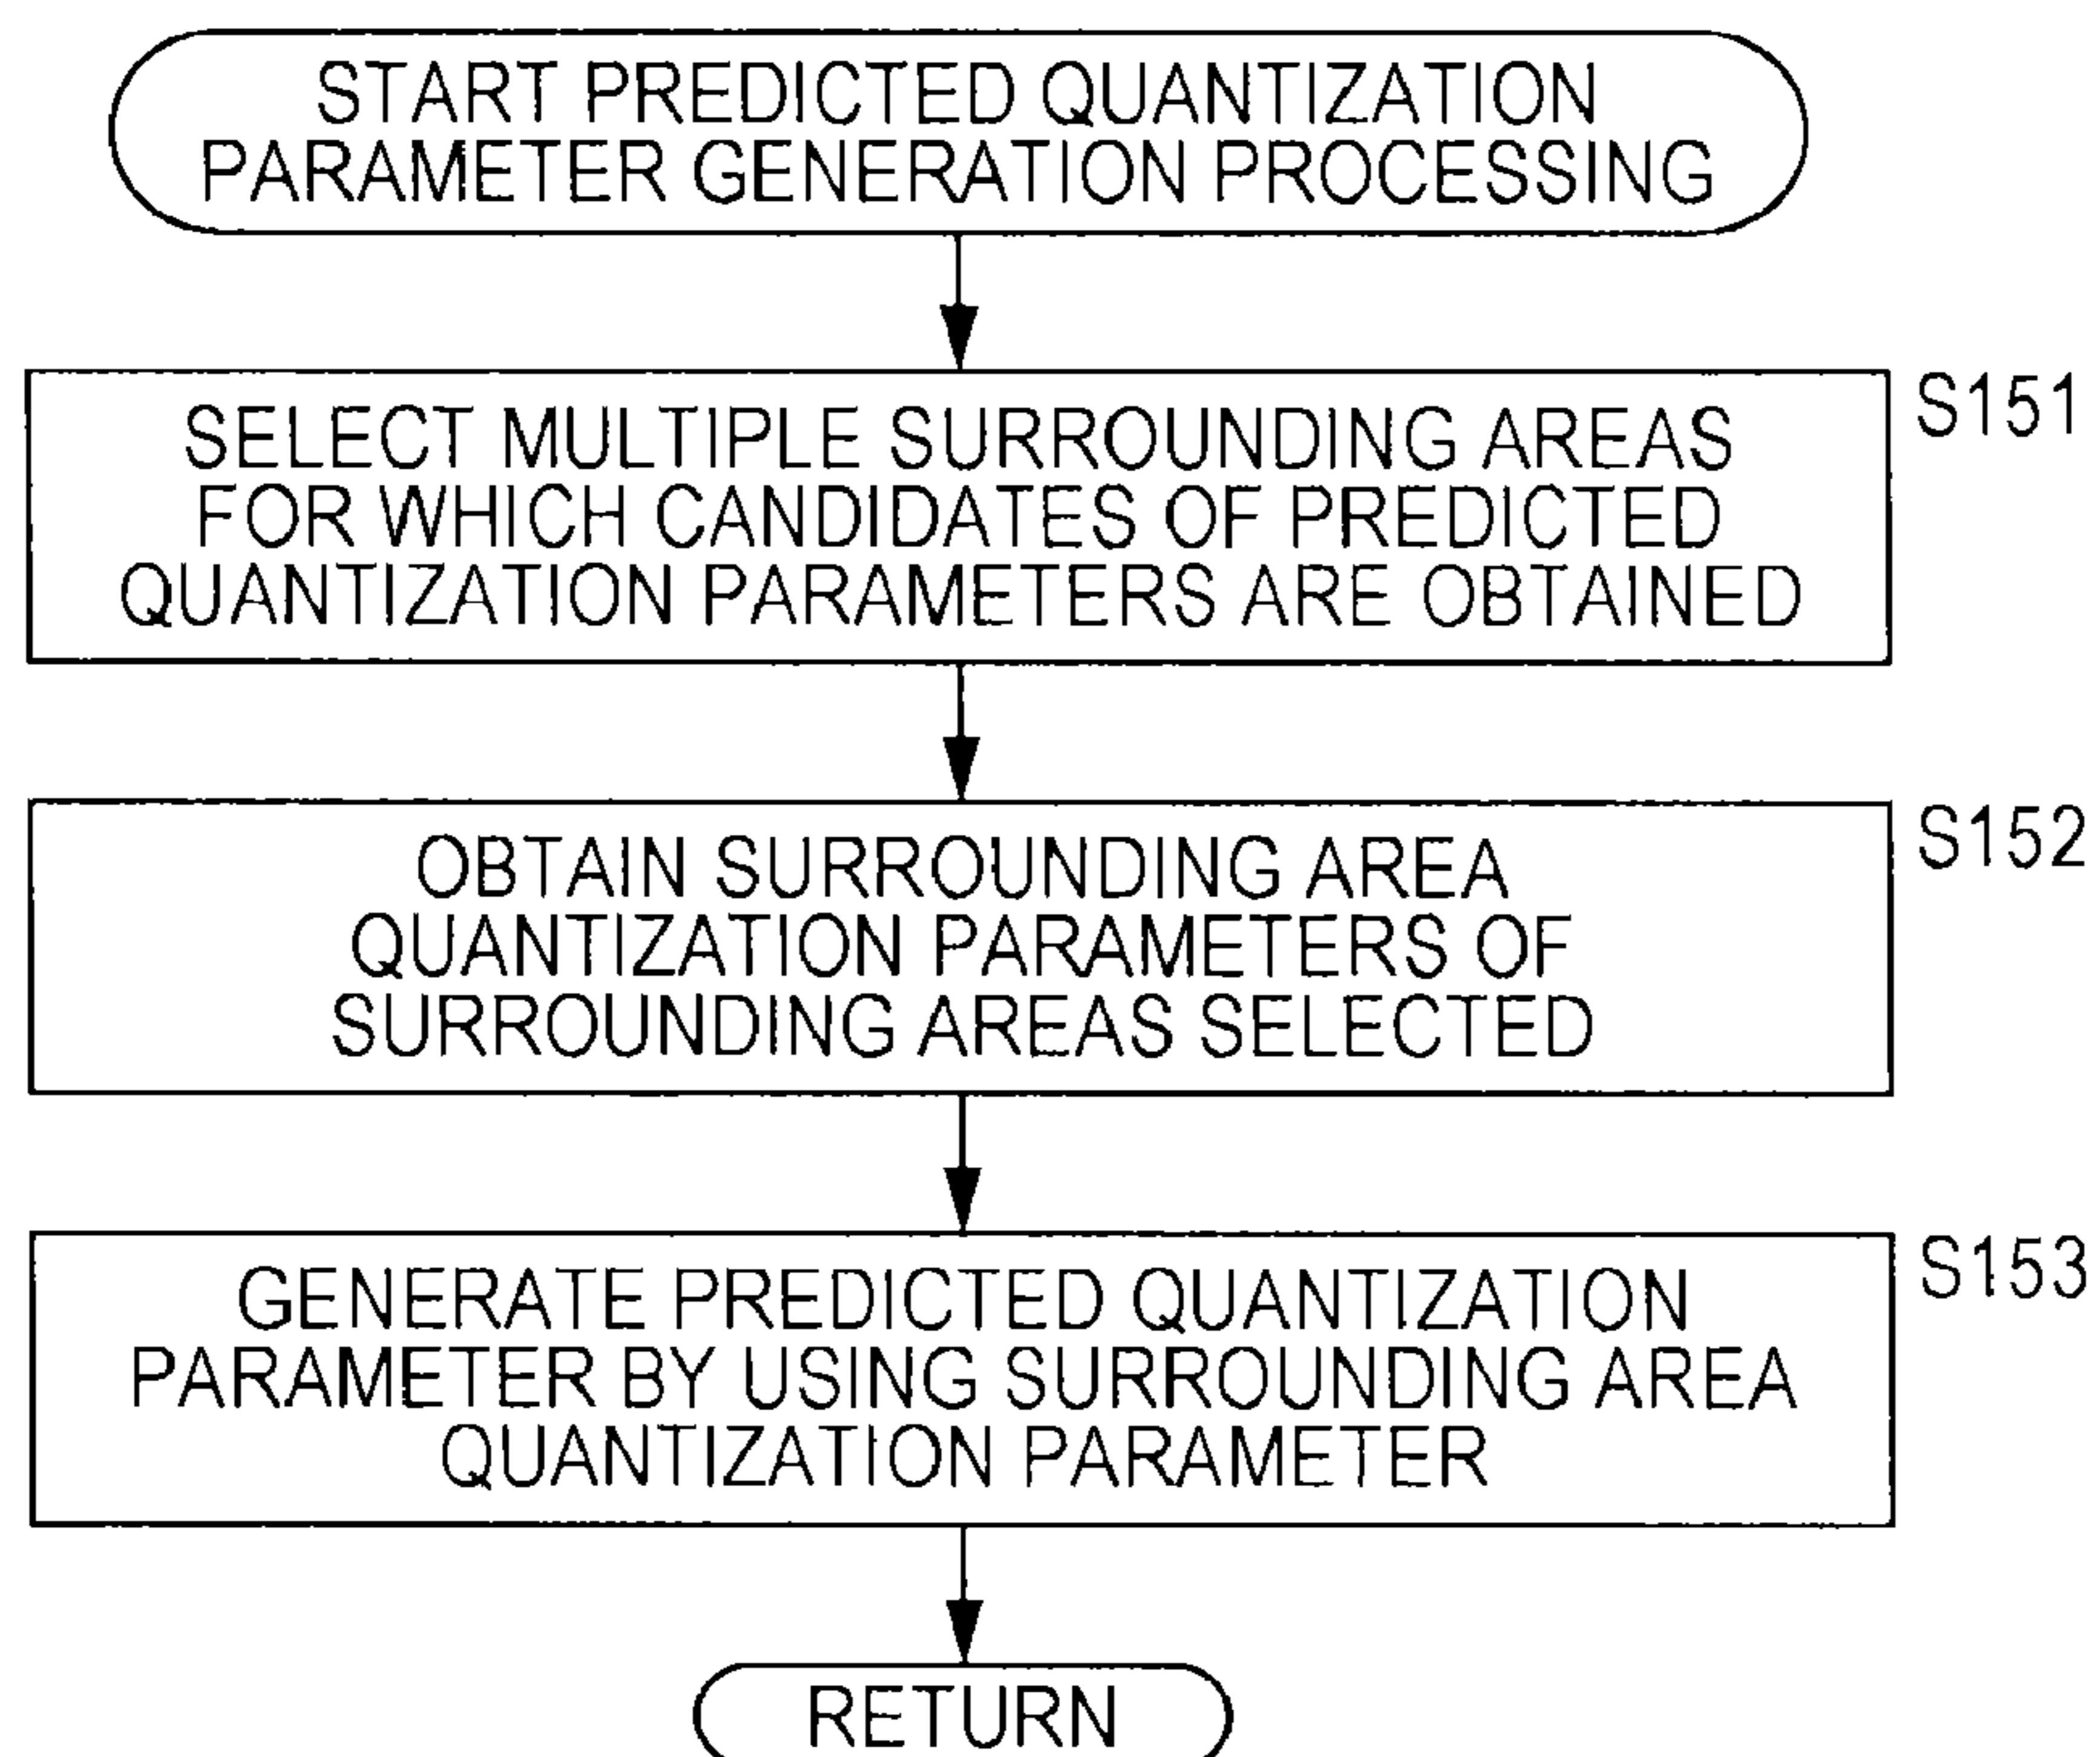 START PREDICTED QUANTIZATION
PARAMETER GENERATION PROCESSING
S151
SELECT MULTIPLE SURROUNDING AREAS
FOR WHICH CANDIDATES OF PREDICTED
QUANTIZATION PARAMETERS ARE OBTAINED
S152
OBTAIN SURROUNDING AREA
QUANTIZATION PARAMETERS OF
SURROUNDING AREAS SELECTED
S153
GENERATE PREDICTED QUANTIZATION
PARAMETER BY USING SURROUNDING AREA
QUANTIZATION PARAMETER
RETURN